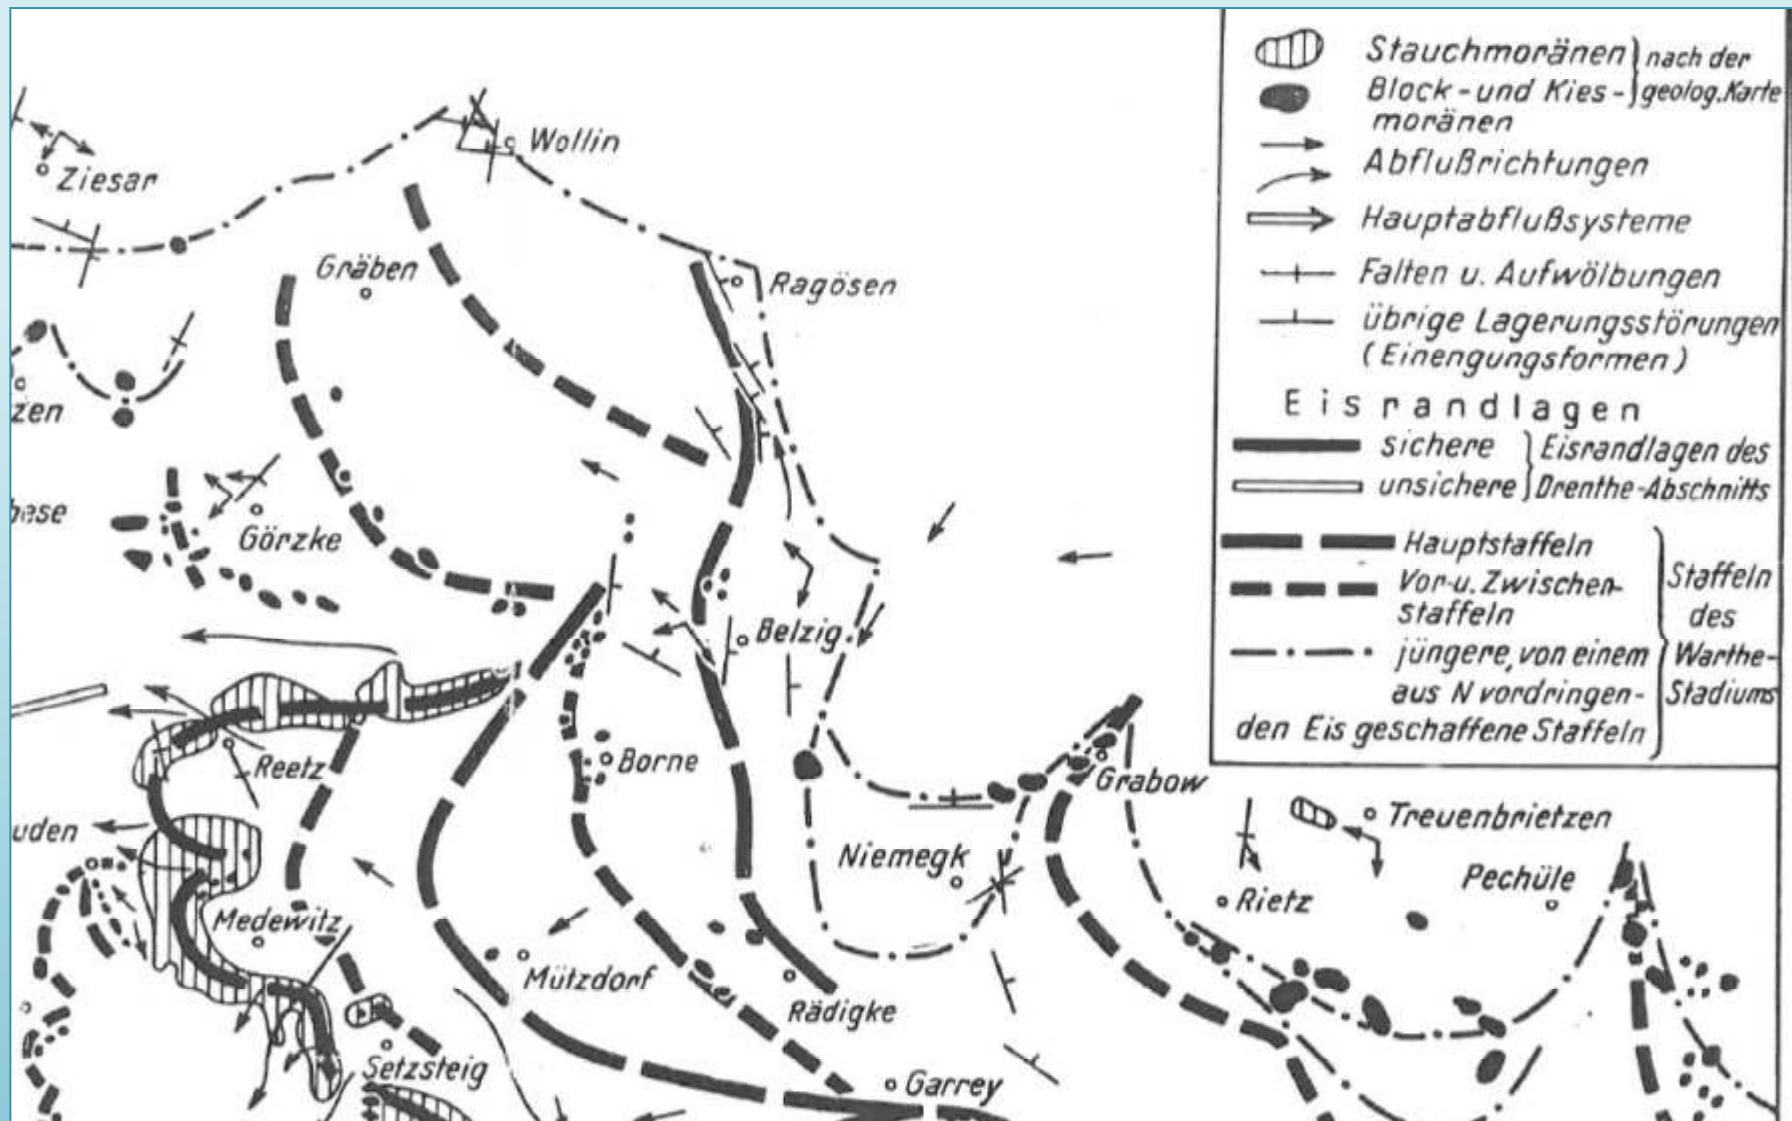 Stauchmoränen
nach der
Block- und Kies-
geolog. Karte
moränen
Abflußrichtungen
Hauptabflußsysteme
Falten u. Aufwölbungen
übrige Lagerungsstörungen
(Einengungsformen)
Eisrandlagen
sichere
Eisrandlagen des
unsichere
Drenthe-Abschnitts
Hauptstaffeln
Vor- u. Zwischen-
staffeln
Staffeln
des
jüngere, von einem
Warthe-
aus N vordringen-
Stadiums
den Eis geschaffene Staffeln
Wollin
Ziesar
Gräben
Ragösen
zen
Görzke
Belzig
Reetz
Borne
Grabow
uden
Niemegk
Treuenbrietzen
Pechüle
Rietz
Medewitz
Mützdorf
Rädigke
Setzsteig
Garrey